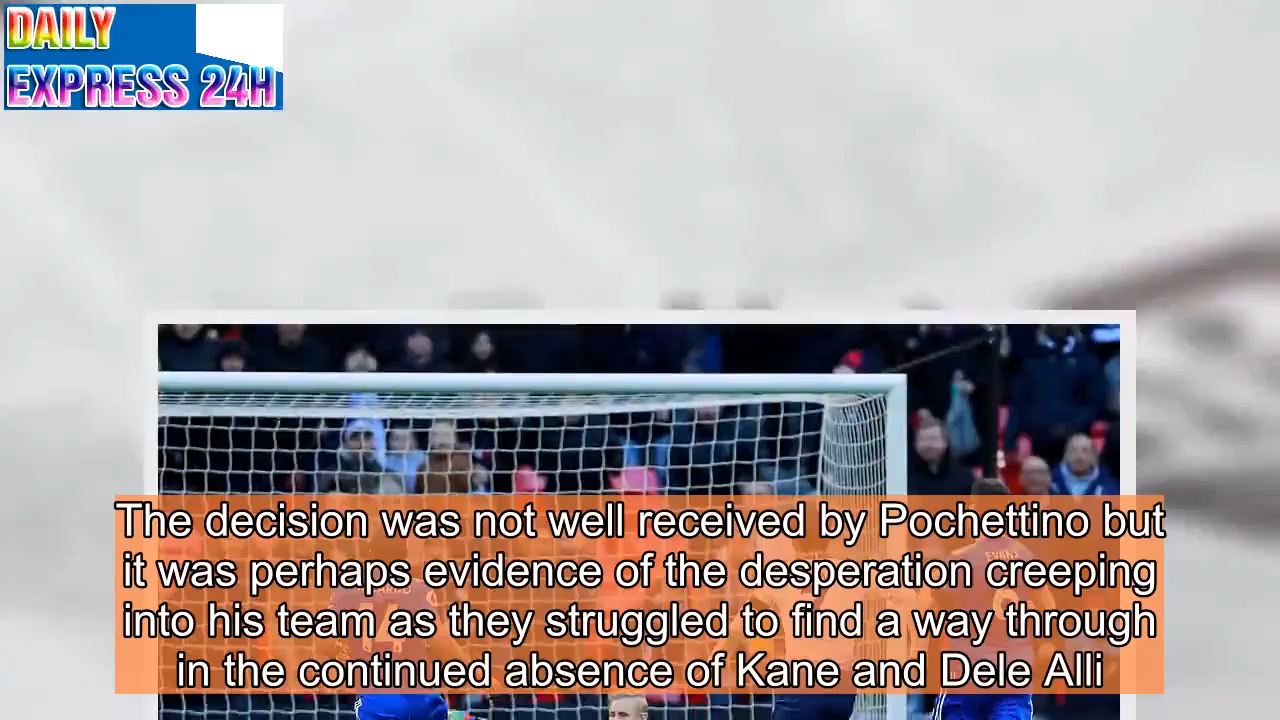 DAILY
EXPRESS 24H
The decision was not well received by Pochettino but
it was perhaps evidence of the desperation creeping
into his team as they struggled to find a way through
in the continued absence of Kane and Dele Alli